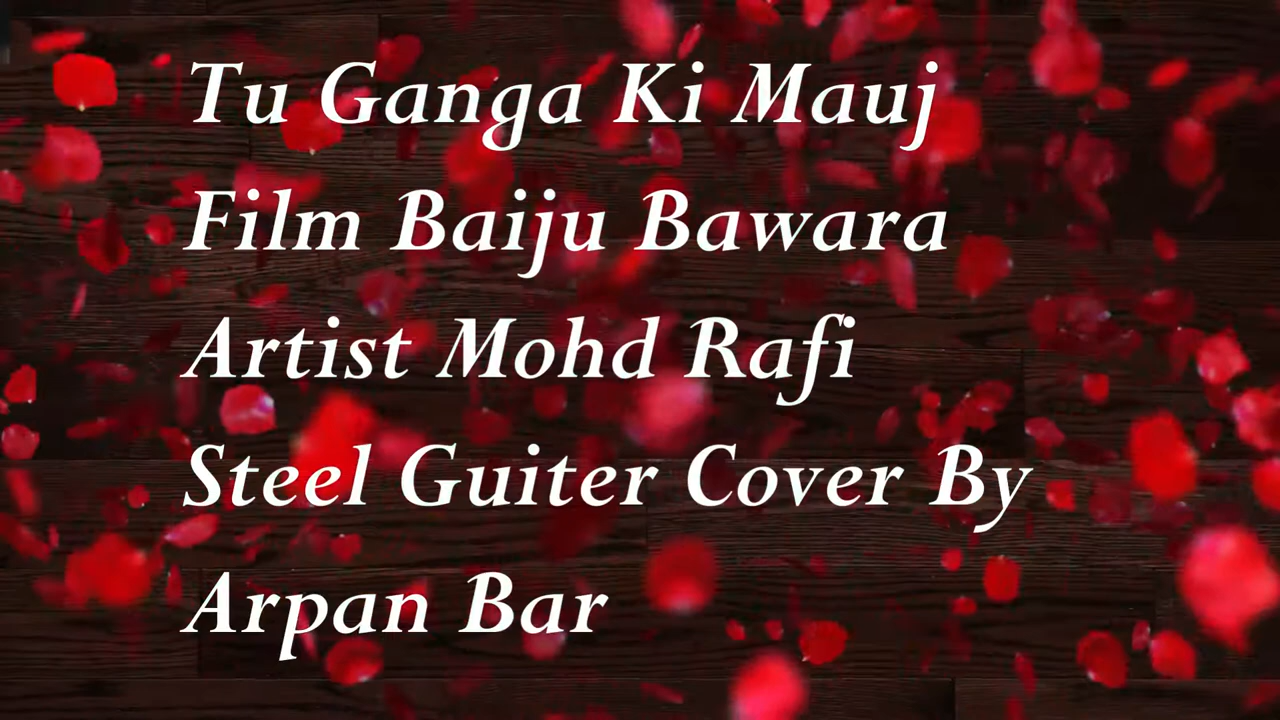 Tu Ganga Ki Mauj
Film Baiju Bawara
Artist Mohd Rafi
Steel Guiter Cover By
Arpan Bar